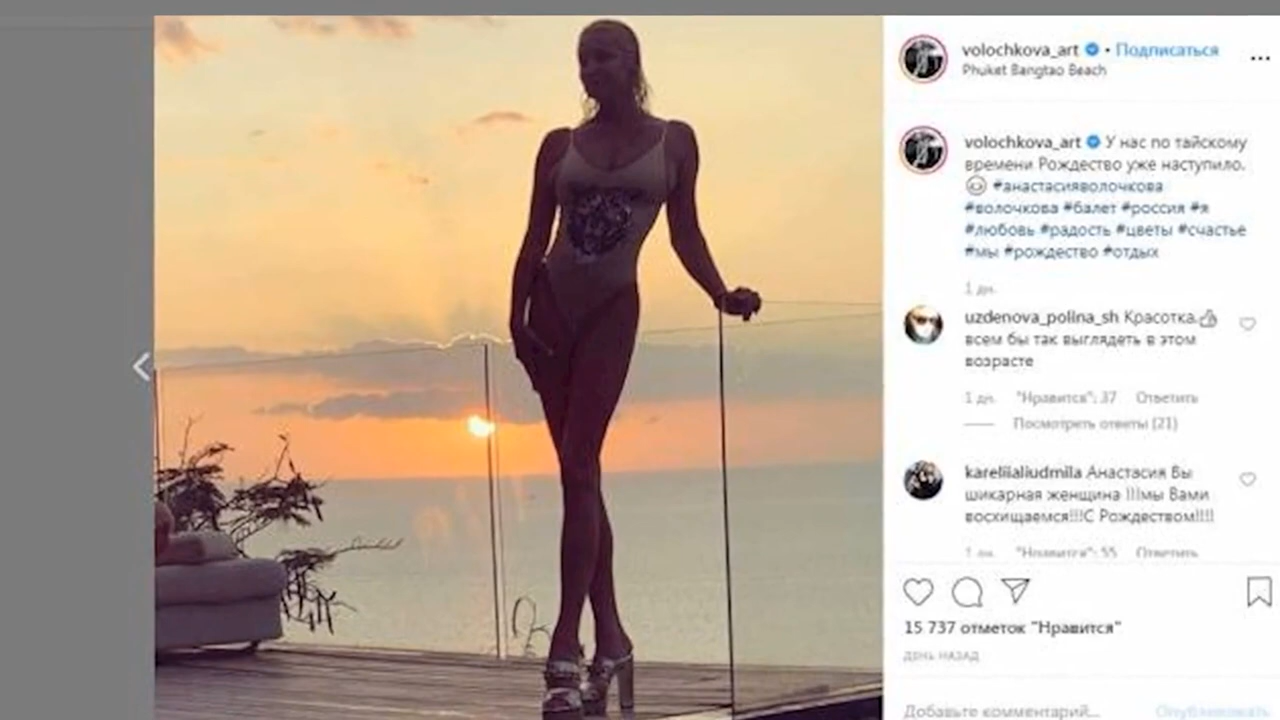 volochkova_art • Подписаться
Phuket Bangtao Beach
volochkova_art У нас по тайскому
времени Рождество уже наступило.
#анастасияволочкова
#волочкова #балет #россия #я
#любовь #радость #цветы #счастье
#мы #рождество #отдых
1 дн.
uzdenova_polina_sh Красотка.
всем бы так выглядеть в этом
возрасте
1 дн. "Нравится": 37 Ответить
Посмотреть ответы (21)
kareliialiudmila Анастасия Вы
шикарная женщина !!!мы Вами
восхищаемся!!!С Рождеством!!!!
1 дн. "Нравится": 55 Ответить
15 737 отметок "Нравится"
ДЕНЬ НАЗАД
Добавьте комментарий... Опубликовать